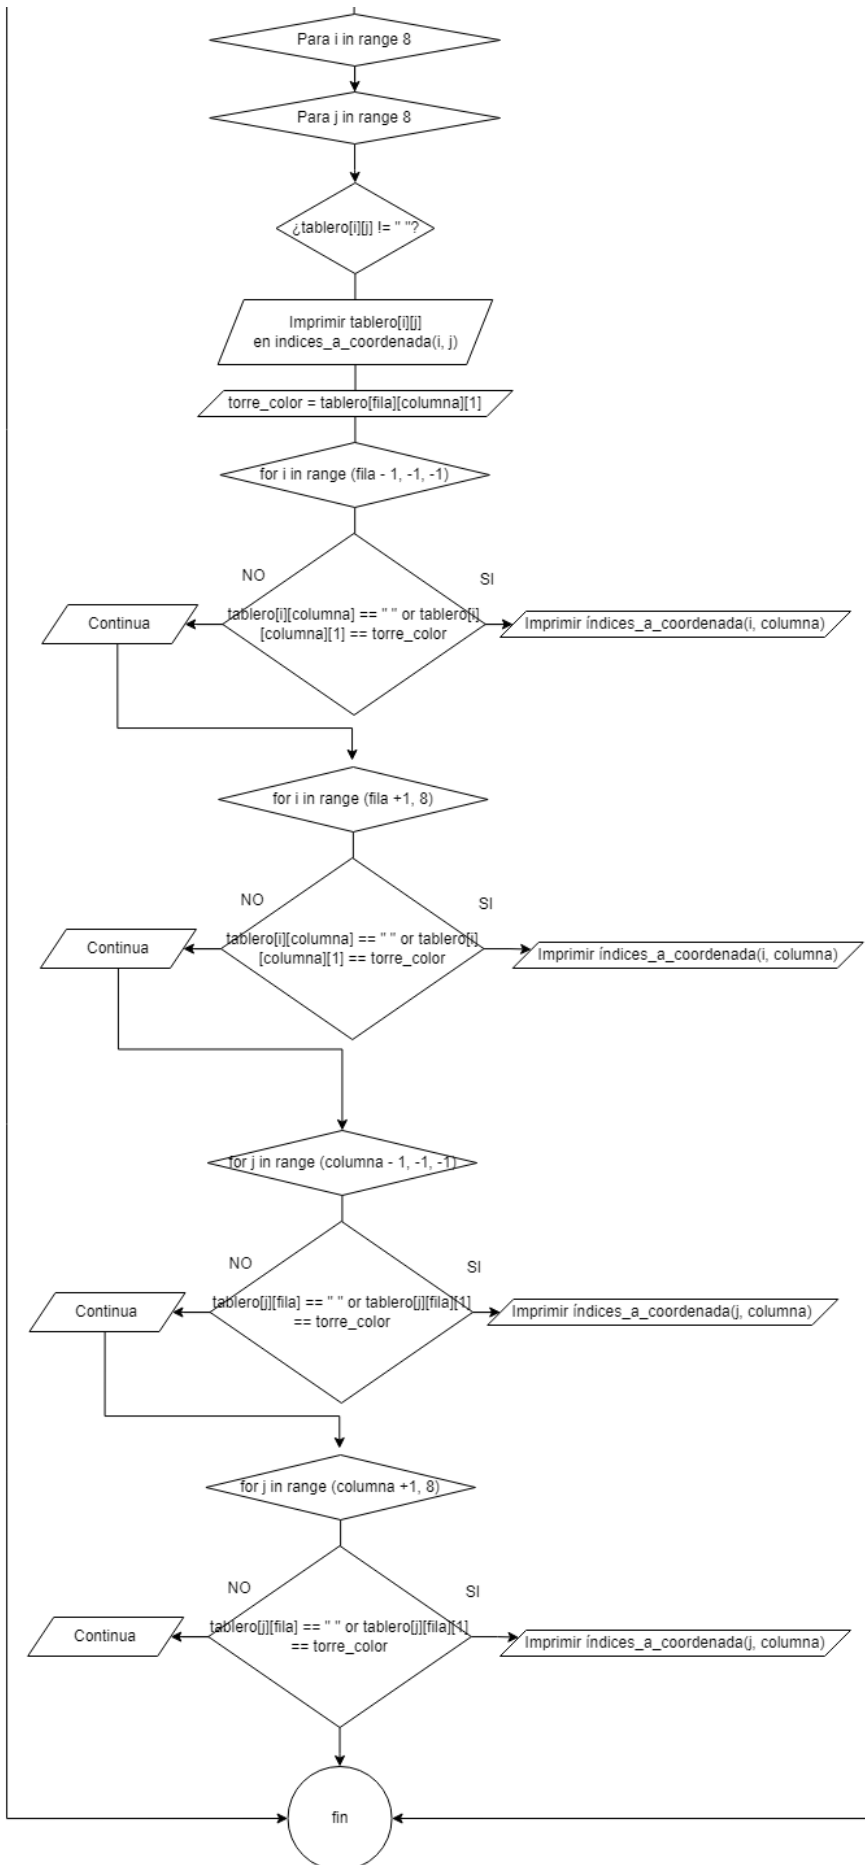 Para i in range 8
Para j in range 8
¿tablero[i][j] != " "?
Imprimir tablero[i][j]
en indices_a_coordenada(i, j)
torre_color = tablero[fila][columna][1]
for i in range (fila - 1, -1, -1)
NO
SI
Continua
tablero[i][columna] == " " or tablero[i]
[columna][1] == torre_color
Imprimir índices_a_coordenada(i, columna)
for i in range (fila +1, 8)
NO
SI
Continua
tablero[i][columna] == " " or tablero[i]
[columna][1] == torre_color
Imprimir índices_a_coordenada(i, columna)
for j in range (columna - 1, -1, -1)
NO
SI
Continua
tablero[j][fila] == " " or tablero[j][fila][1]
== torre_color
Imprimir índices_a_coordenada(j, columna)
for j in range (columna +1, 8)
NO
SI
Continua
tablero[j][fila] == " " or tablero[j][fila][1]
== torre_color
Imprimir índices_a_coordenada(j, columna)
fin